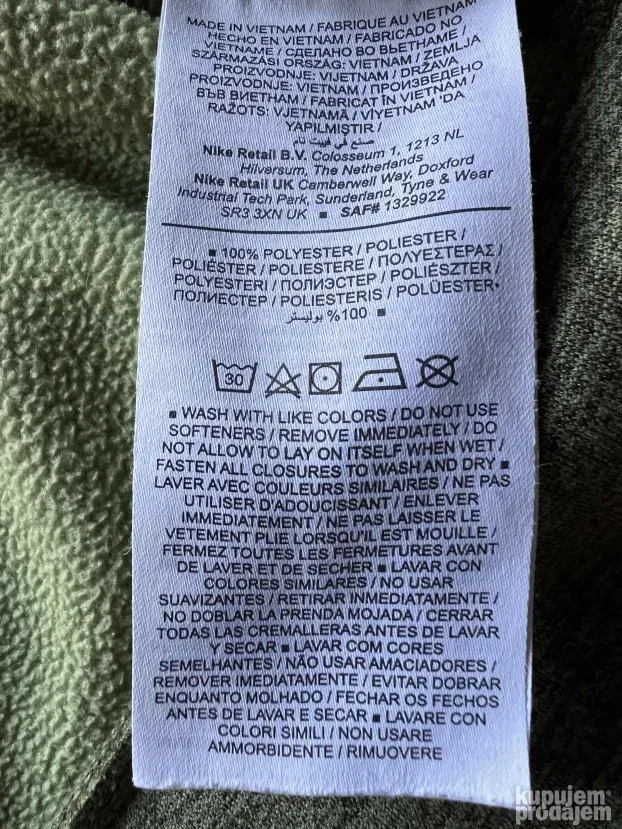 MADE IN VIETNAM / FABRIQUE AU VIETNAM
HECHO EN VIETNAM / FABRICADO NO
VIETNAME / СДЕЛАНО ВО ВЬЕТНАМЕ /
SZÁRMAZÁSI ORSZÁG: VIETNAM / ZEMLJA
PROIZVODNJE: VIJETNAM / DRŽAVA
PROIZVODNJE: VIETNAM / ПРОИЗВЕДЕНО
ВЪВ ВИЕТНАМ / FABRICAT ÎN VIETNAM /
RAŽOTS: VJETNAMĀ / VİYETNAM 'DA
YAPILMIŞTIR /
صنع في فييت نام
Nike Retail B.V. Colosseum 1, 1213 NL
Hilversum, The Netherlands
Nike Retail UK Camberwell Way, Doxford
Industrial Tech Park, Sunderland, Tyne & Wear
SR3 3XN UK ▪ SAF# 1329922
▪ 100% POLYESTER / POLIESTER /
POLIÉSTER / POLIESTERE / ΠΟΛΥΕΣΤΕΡΑΣ /
POLYESTERI / ПОЛИЭСТЕР / POLIÉSZTER /
ПОЛИЕСТЕР / POLIESTERIS / POLÜESTER▪
100% بوليستر ▪
30
▪ WASH WITH LIKE COLORS / DO NOT USE
SOFTENERS / REMOVE IMMEDIATELY / DO
NOT ALLOW TO LAY ON ITSELF WHEN WET /
FASTEN ALL CLOSURES TO WASH AND DRY ▪
LAVER AVEC COULEURS SIMILAIRES / NE PAS
UTILISER D'ADOUCISSANT / ENLEVER
IMMEDIATEMENT / NE PAS LAISSER LE
VETEMENT PLIE LORSQU'IL EST MOUILLE /
FERMEZ TOUTES LES FERMETURES AVANT
DE LAVER ET DE SECHER ▪ LAVAR CON
COLORES SIMILARES / NO USAR
SUAVIZANTES / RETIRAR INMEDIATAMENTE /
NO DOBLAR LA PRENDA MOJADA / CERRAR
TODAS LAS CREMALLERAS ANTES DE LAVAR
Y SECAR ▪ LAVAR COM CORES
SEMELHANTES / NÃO USAR AMACIADORES /
REMOVER IMEDIATAMENTE / EVITAR DOBRAR
ENQUANTO MOLHADO / FECHAR OS FECHOS
ANTES DE LAVAR E SECAR ▪ LAVARE CON
COLORI SIMILI / NON USARE
AMMORBIDENTE / RIMUOVERE
kupujem
prodajem